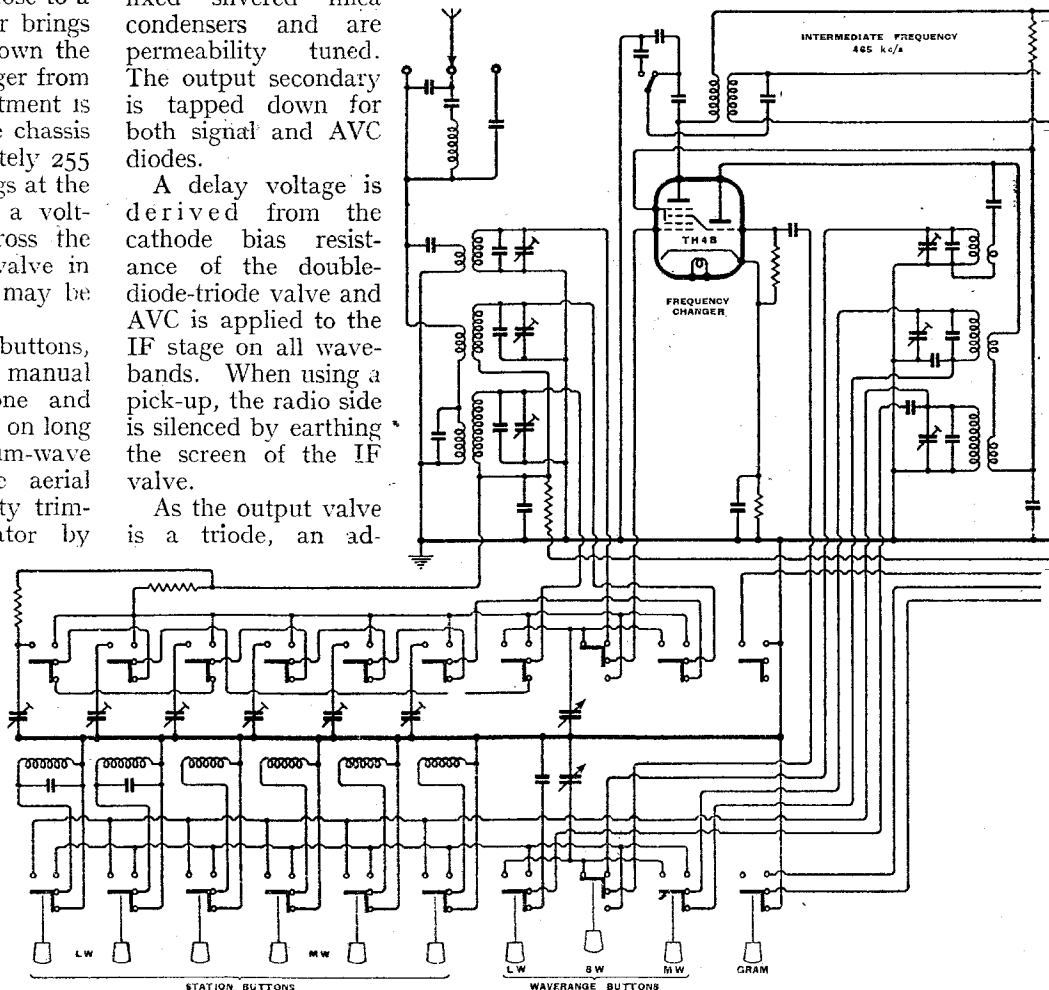 ose to a
r brings
own the
ger from
tment is
e chassis
tely 255
gs at the
a volt-
ross the
valve in
may be
buttons,
manual
one and
on long
m-wave
c aerial
ty trim-
ator by
fixed silvered mica
condensers and are
permeability tuned.
The output secondary
is tapped down for
both signal and AVC
diodes.
A delay voltage is
derived from the
cathode bias resist-
ance of the double-
diode-triode valve and
AVC is applied to the
IF stage on all wave-
bands. When using a
pick-up, the radio side
is silenced by earthing
the screen of the IF
valve.
As the output valve
is a triode, an ad-
INTERMEDIATE FREQUENCY
465 kc/s
TH4B
FREQUENCY
CHANGER
LW MW LW SW MW GRAM
STATION BUTTONS WAVERANGE BUTTONS